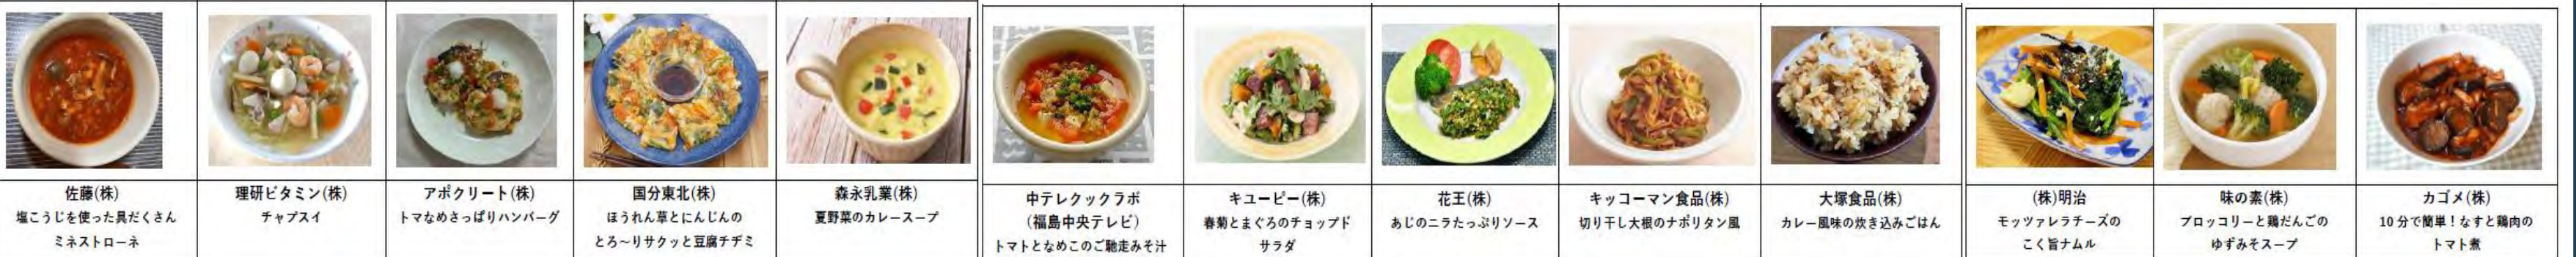 佐藤(株)
塩こうじを使った具だくさん
ミネストローネ
理研ビタミン(株)
チャプスイ
アポクリート(株)
トマなめさっぱりハンバーグ
国分東北(株)
ほうれん草とにんじんの
とろ～りサクッと豆腐チヂミ
森永乳業(株)
夏野菜のカレースープ
中テレクックラボ
(福島中央テレビ)
トマトとなめこのご馳走みそ汁
キユーピー(株)
春菊とまぐろのチョップド
サラダ
花王(株)
あじのニラたっぷりソース
キッコーマン食品(株)
切り干し大根のナポリタン風
大塚食品(株)
カレー風味の炊き込みごはん
(株)明治
モッツァレラチーズの
こく旨ナムル
味の素(株)
ブロッコリーと鶏だんごの
ゆずみそスープ
カゴメ(株)
10分で簡単！なすと鶏肉の
トマト煮